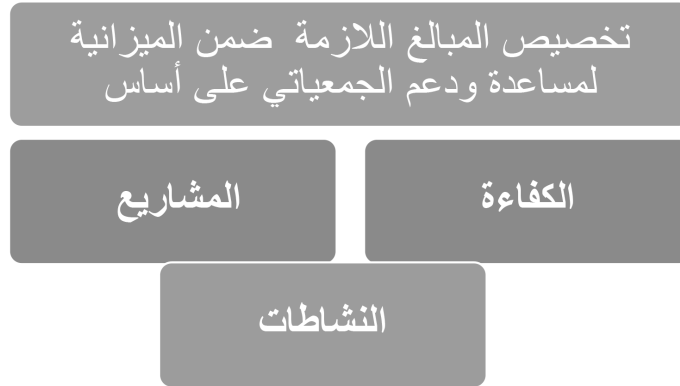 تخصيص المبالغ اللازمة ضمن الميزانية
لمساعدة ودعم الجمعياتي على أساس
الكفاءة
المشاريع
النشاطات